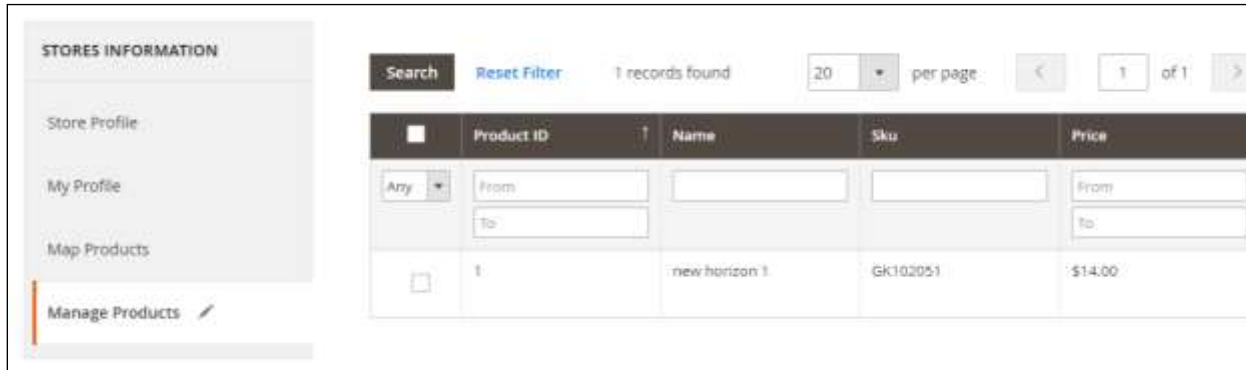 STORES INFORMATION
Store Profile
My Profile
Map Products
Manage Products
Search Reset Filter 1 records found 20 per page 1 of 1
Product ID Name Sku Price
Any From From
To To
1 new horizon 1 GK102051 $14.00